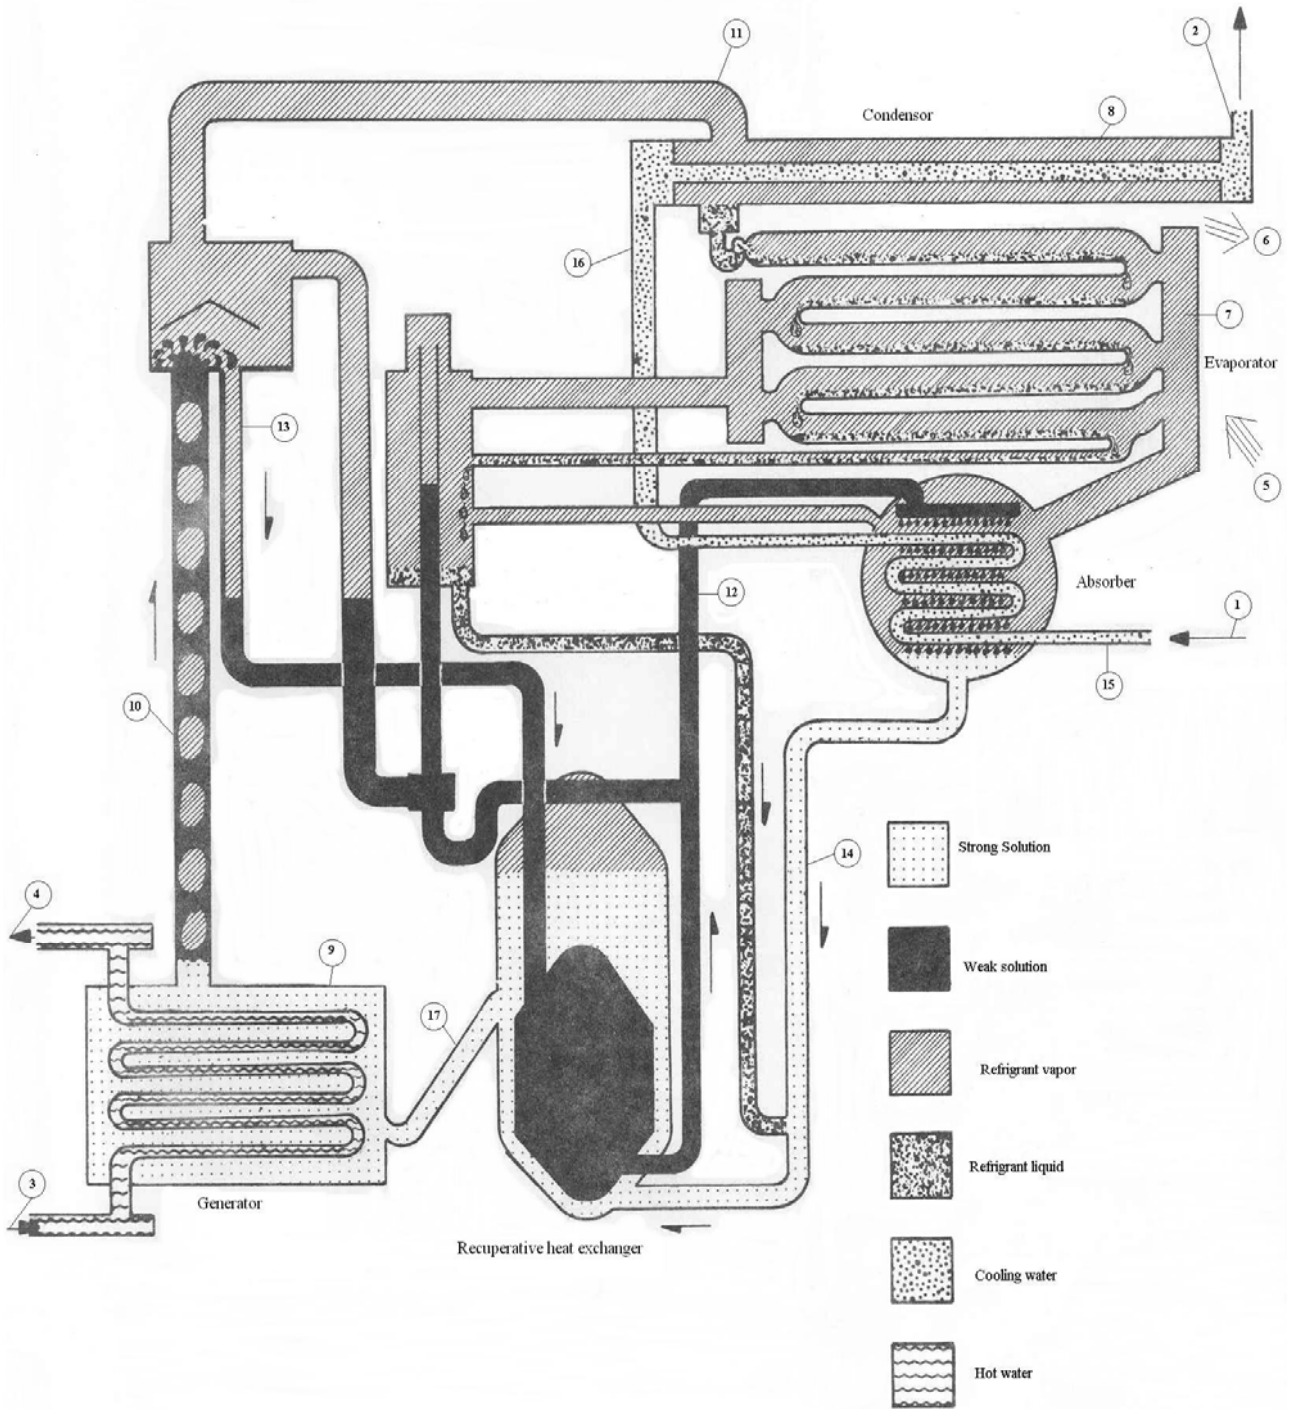 11
2
Condensor
8
16
6
7
Evaporator
13
5
12
Absorber
1
15
10
14
Strong Solution
4
9
Weak solution
17
Refrigrant vapor
3
Refrigrant liquid
Generator
Recuperative heat exchanger
Cooling water
Hot water